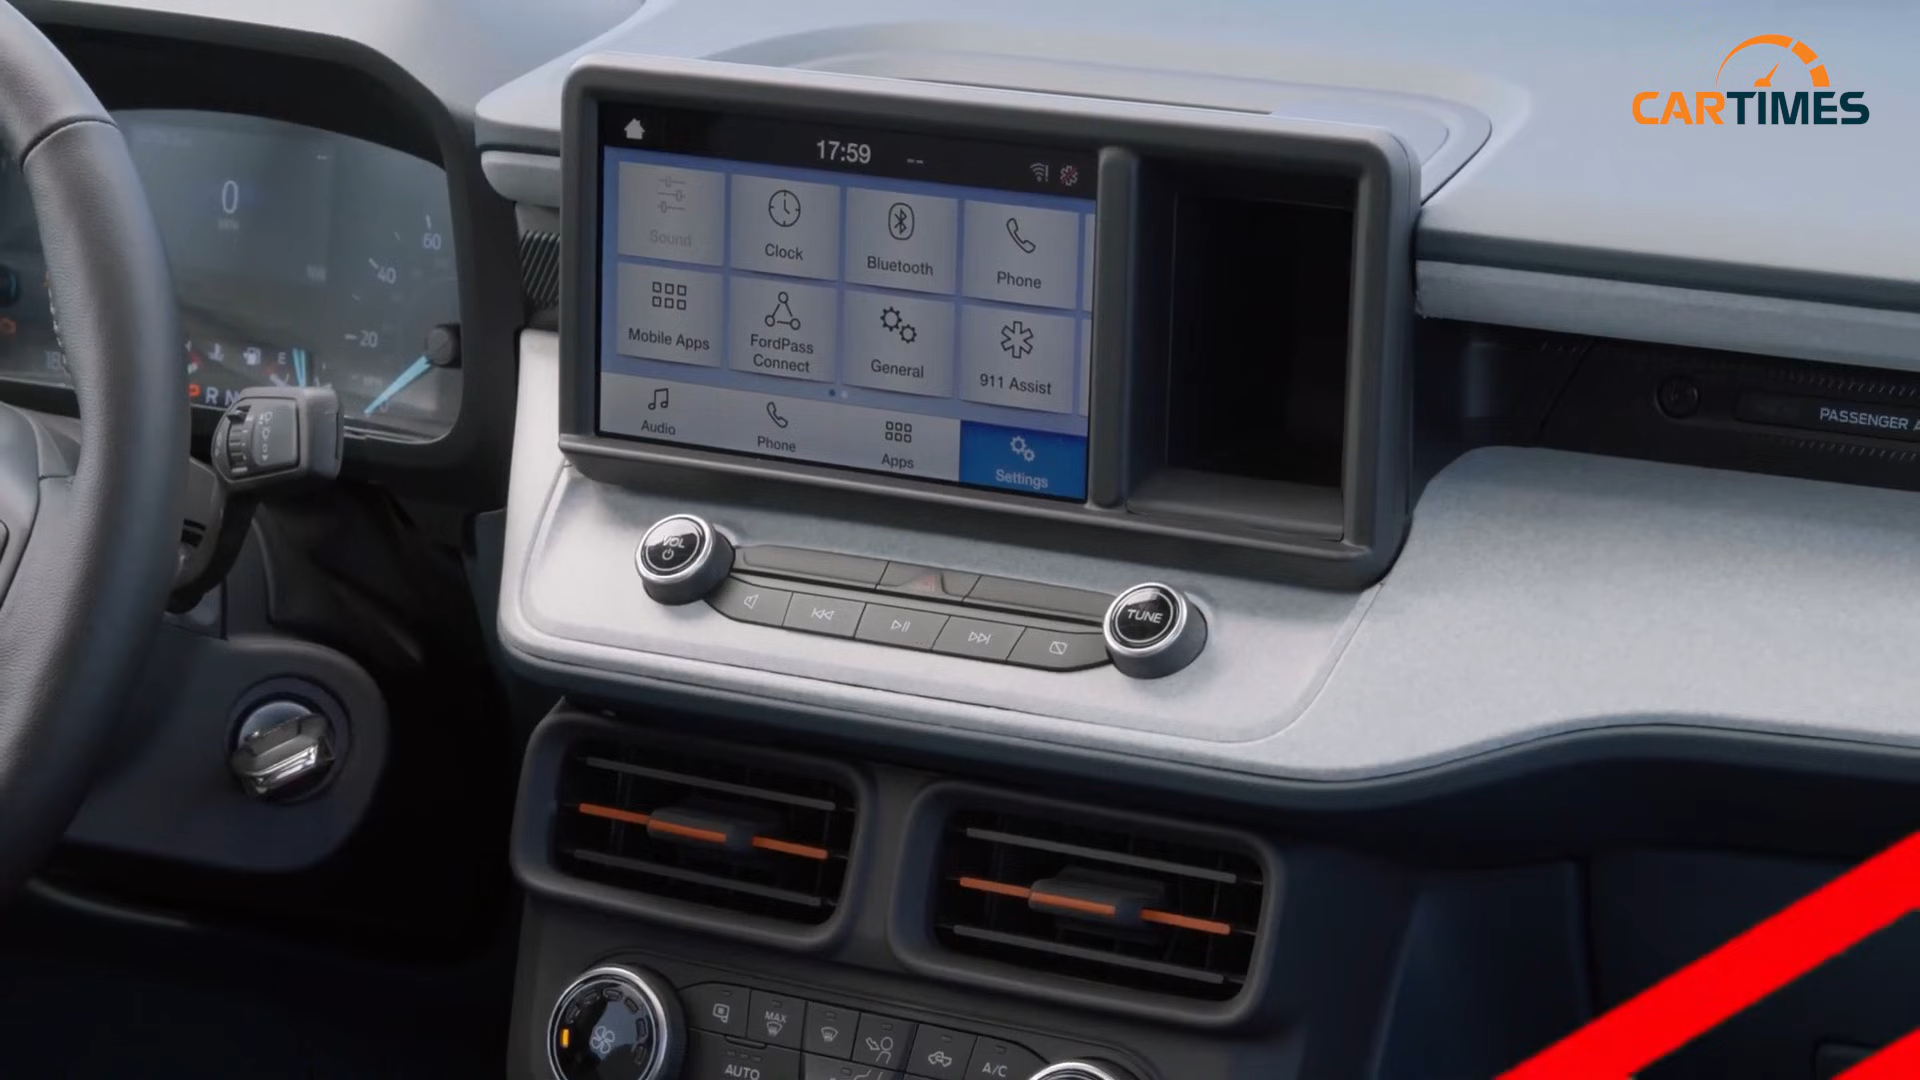 CARTIMES
17:59
--
Sound
Clock
Bluetooth
Phone
Mobile Apps
FordPass
Connect
General
911 Assist
Audio
Phone
Apps
Settings
0
60
40
20
E
P R N
PASSENGER A
VOL
TUNE
MAX
AUTO
A/C